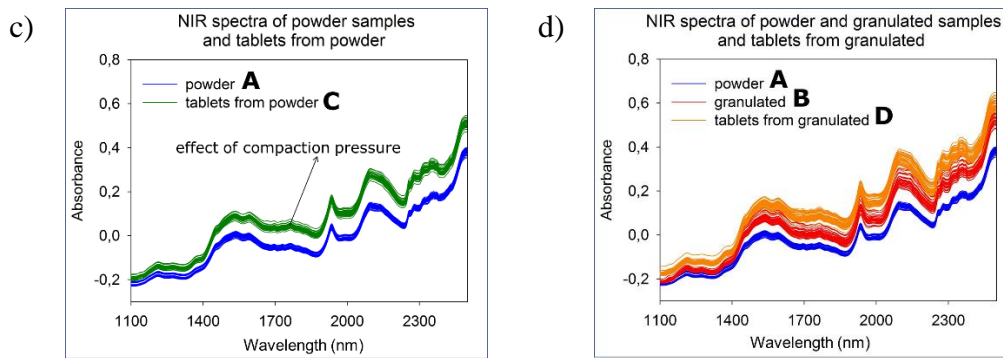 c)
NIR spectra of powder samples
and tablets from powder
0,8
0,6
0,4
0,2
0,0
-0,2
Absorbance
powder A
tablets from powder C
effect of compaction pressure
1100 1400 1700 2000 2300
Wavelength (nm)
d)
NIR spectra of powder and granulated samples
and tablets from granulated
0,8
0,6
0,4
0,2
0,0
-0,2
Absorbance
powder A
granulated B
tablets from granulated D
1100 1400 1700 2000 2300
Wavelength (nm)